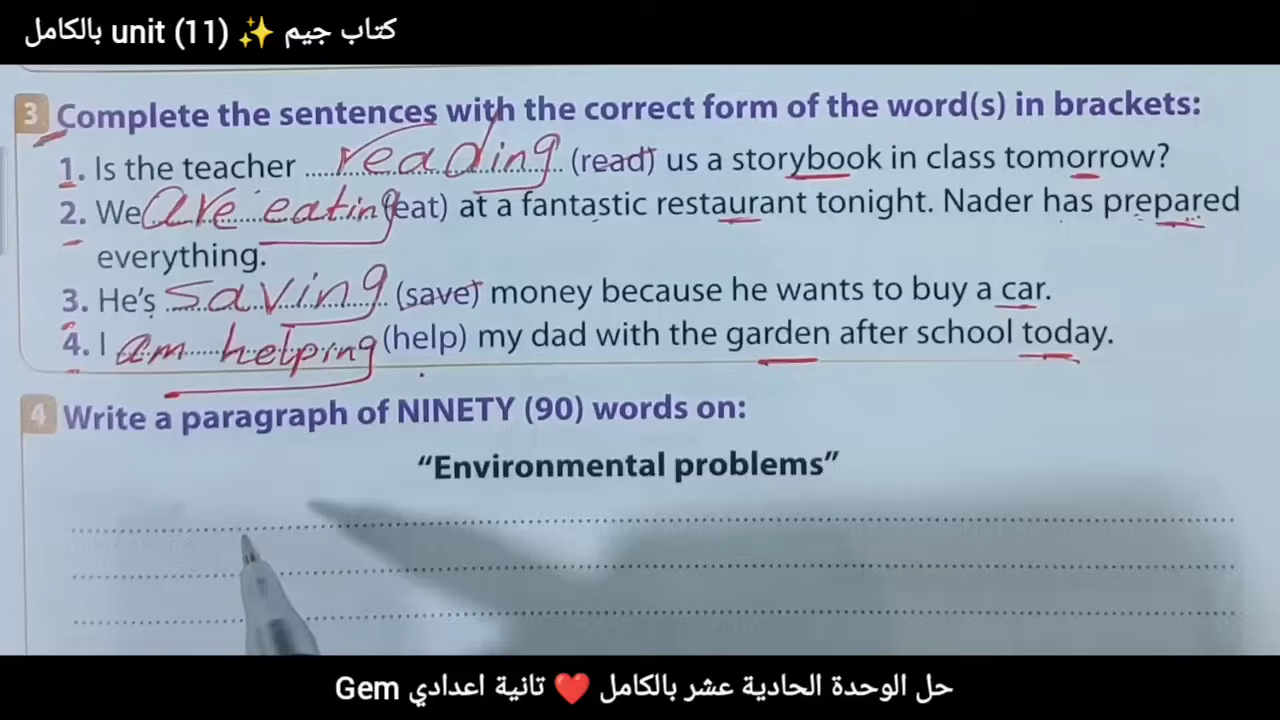 كتاب جيم ✨ unit (11) بالكامل
3 Complete the sentences with the correct form of the word(s) in brackets:
1. Is the teacher ........ reading ........ (read) us a storybook in class tomorrow?
2. We are eating (eat) at a fantastic restaurant tonight. Nader has prepared
everything.
3. He's saving (save) money because he wants to buy a car.
4. I am helping (help) my dad with the garden after school today.
4 Write a paragraph of NINETY (90) words on:
“Environmental problems”
حل الوحدة الحادية عشر بالكامل ❤️ تانية اعدادي Gem